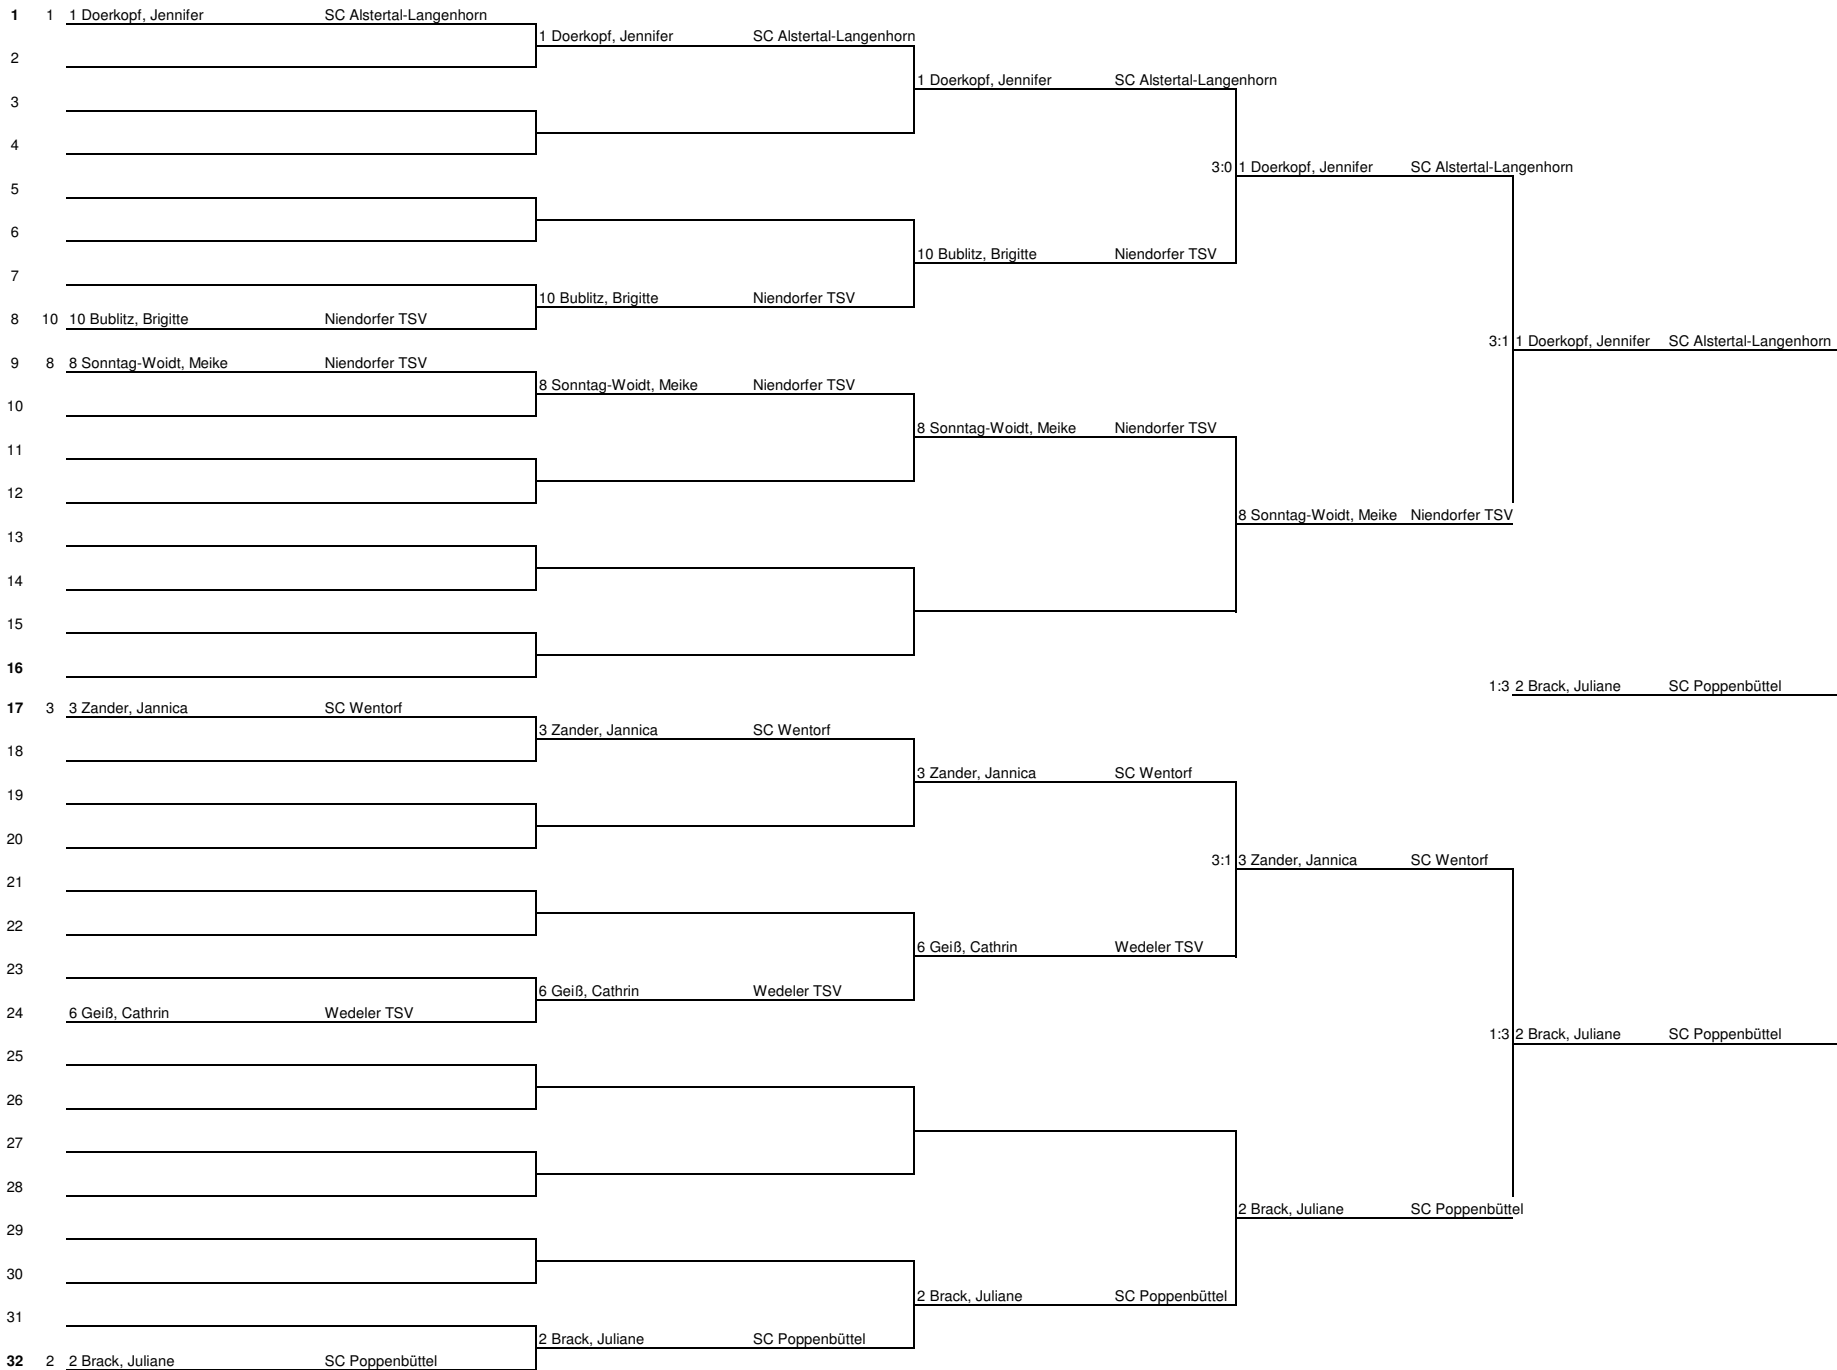 1 1 1 Doerkopf, Jennifer SC Alstertal-Langenhorn
1 Doerkopf, Jennifer SC Alstertal-Langenhorn
2
1 Doerkopf, Jennifer SC Alstertal-Langenhorn
3
4
3:0 1 Doerkopf, Jennifer SC Alstertal-Langenhorn
5
6
10 Bublitz, Brigitte Niendorfer TSV
7
10 Bublitz, Brigitte Niendorfer TSV
8 10 10 Bublitz, Brigitte Niendorfer TSV
3:1 1 Doerkopf, Jennifer SC Alstertal-Langenhorn
9 8 8 Sonntag-Woidt, Meike Niendorfer TSV
8 Sonntag-Woidt, Meike Niendorfer TSV
10
8 Sonntag-Woidt, Meike Niendorfer TSV
11
12
8 Sonntag-Woidt, Meike Niendorfer TSV
13
14
15
16
1:3 2 Brack, Juliane SC Poppenbüttel
17 3 3 Zander, Jannica SC Wentorf
3 Zander, Jannica SC Wentorf
18
3 Zander, Jannica SC Wentorf
19
20
3:1 3 Zander, Jannica SC Wentorf
21
22
6 Geiß, Cathrin Wedeler TSV
23
6 Geiß, Cathrin Wedeler TSV
24 6 Geiß, Cathrin Wedeler TSV
1:3 2 Brack, Juliane SC Poppenbüttel
25
26
27
28
2 Brack, Juliane SC Poppenbüttel
29
30
2 Brack, Juliane SC Poppenbüttel
31
2 Brack, Juliane SC Poppenbüttel
32 2 2 Brack, Juliane SC Poppenbüttel